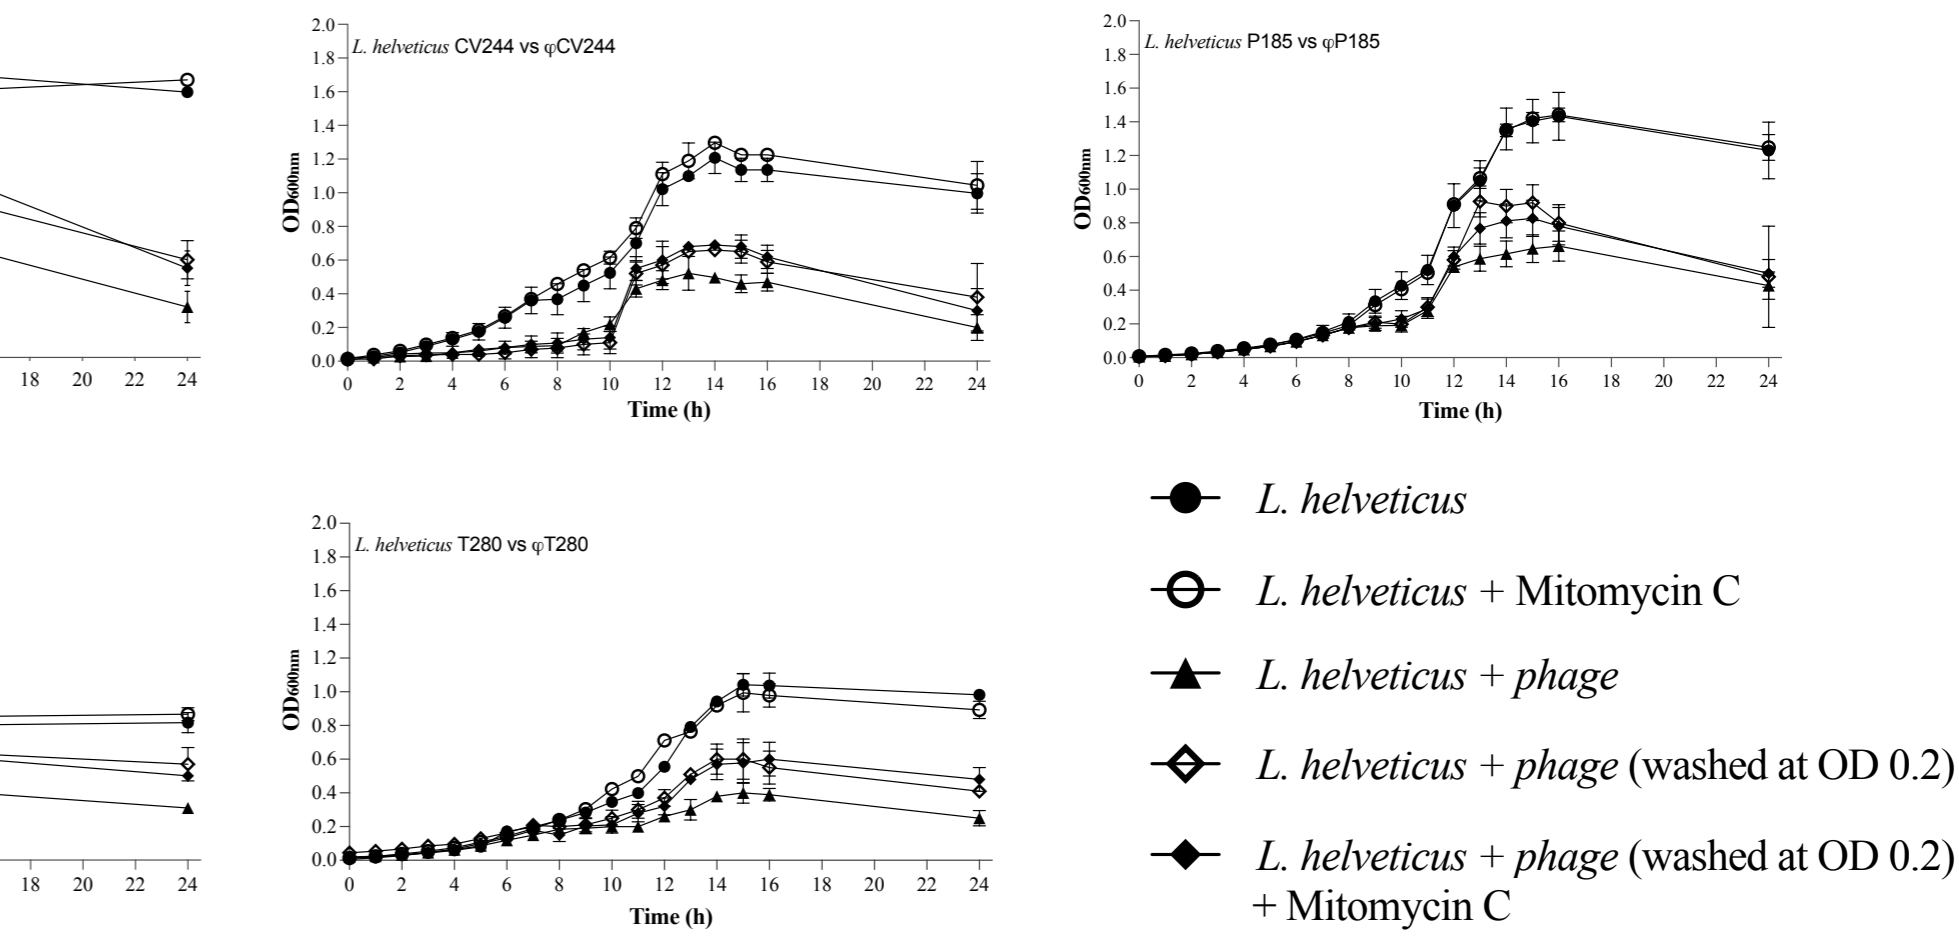 L. helveticus CV244 vs φCV244
2.0
1.8
1.6
1.4
1.2
1.0
0.8
0.6
0.4
0.2
0.0
OD600nm
0 2 4 6 8 10 12 14 16 18 20 22 24
Time (h)
L. helveticus P185 vs φP185
2.0
1.8
1.6
1.4
1.2
1.0
0.8
0.6
0.4
0.2
0.0
OD600nm
0 2 4 6 8 10 12 14 16 18 20 22 24
Time (h)
18 20 22 24
L. helveticus T280 vs φT280
2.0
1.8
1.6
1.4
1.2
1.0
0.8
0.6
0.4
0.2
0.0
OD600nm
0 2 4 6 8 10 12 14 16 18 20 22 24
Time (h)
18 20 22 24
L. helveticus
L. helveticus + Mitomycin C
L. helveticus + phage
L. helveticus + phage (washed at OD 0.2)
L. helveticus + phage (washed at OD 0.2)
+ Mitomycin C